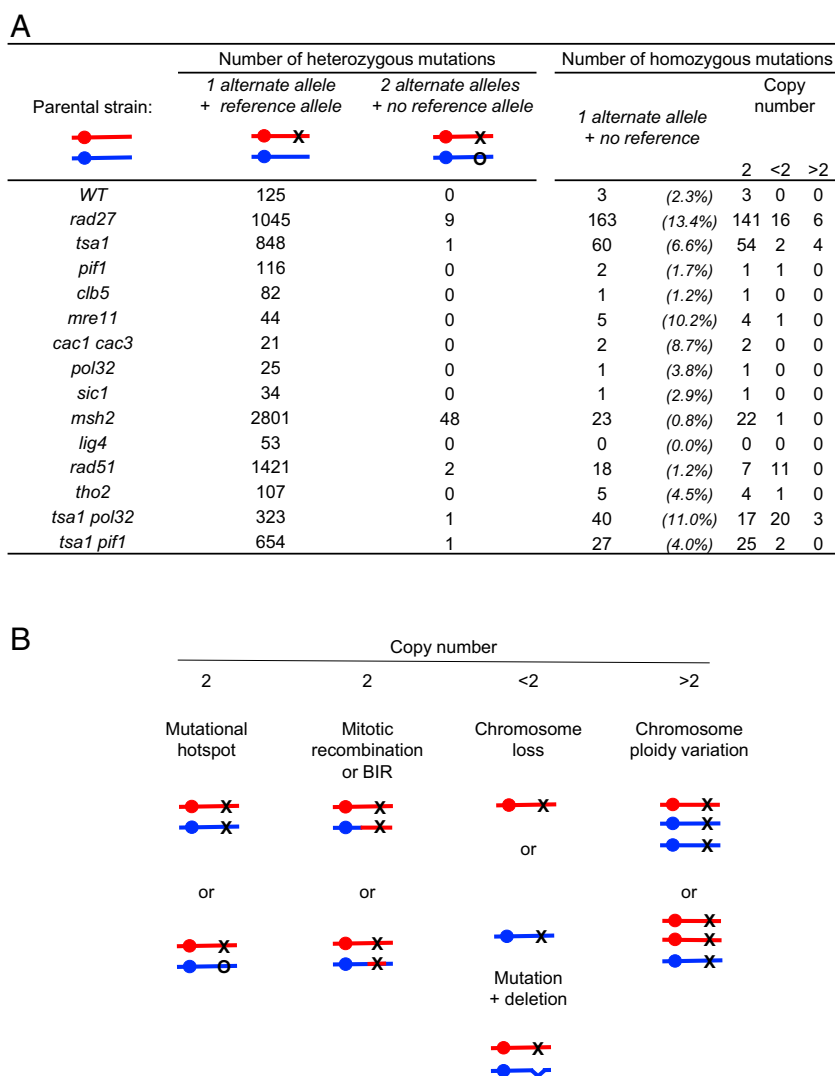 A
Number of heterozygous mutations Number of homozygous mutations
1 alternate allele 2 alternate alleles Copy
Parental strain: + reference allele + no reference allele 1 alternate allele number
+ no reference
X X
O
2 <2 >2
WT 125 0 3 (2.3%) 3 0 0
rad27 1045 9 163 (13.4%) 141 16 6
tsa1 848 1 60 (6.6%) 54 2 4
pif1 116 0 2 (1.7%) 1 1 0
clb5 82 0 1 (1.2%) 1 0 0
mre11 44 0 5 (10.2%) 4 1 0
cac1 cac3 21 0 2 (8.7%) 2 0 0
pol32 25 0 1 (3.8%) 1 0 0
sic1 34 0 1 (2.9%) 1 0 0
msh2 2801 48 23 (0.8%) 22 1 0
lig4 53 0 0 (0.0%) 0 0 0
rad51 1421 2 18 (1.2%) 7 11 0
tho2 107 0 5 (4.5%) 4 1 0
tsa1 pol32 323 1 40 (11.0%) 17 20 3
tsa1 pif1 654 1 27 (4.0%) 25 2 0
B
Copy number
2 2 <2 >2
Mutational Mitotic Chromosome Chromosome
hotspot recombination loss ploidy variation
or BIR
X X X X
X X X
X
or
or or or
X
X X X X
O X X
Mutation
+ deletion
X